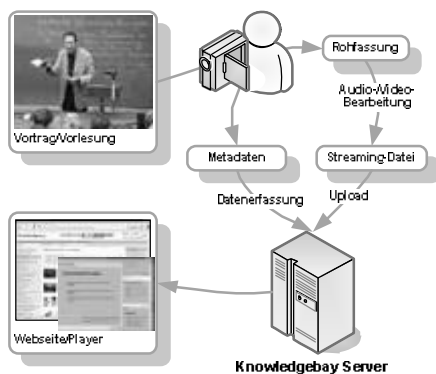 Vortrag/Vorlesung
Rohfassung
Audio-/Video-
Bearbeitung
Metadaten
Streaming-Datei
Datenerfassung
Upload
Webseite/Player
Knowledgebay Server